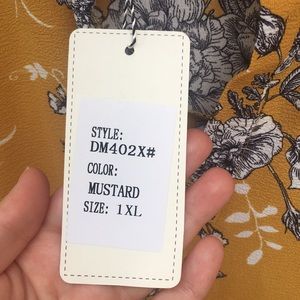 STYLE:
DM402X#
COLOR:
MUSTARD
SIZE: 1XL